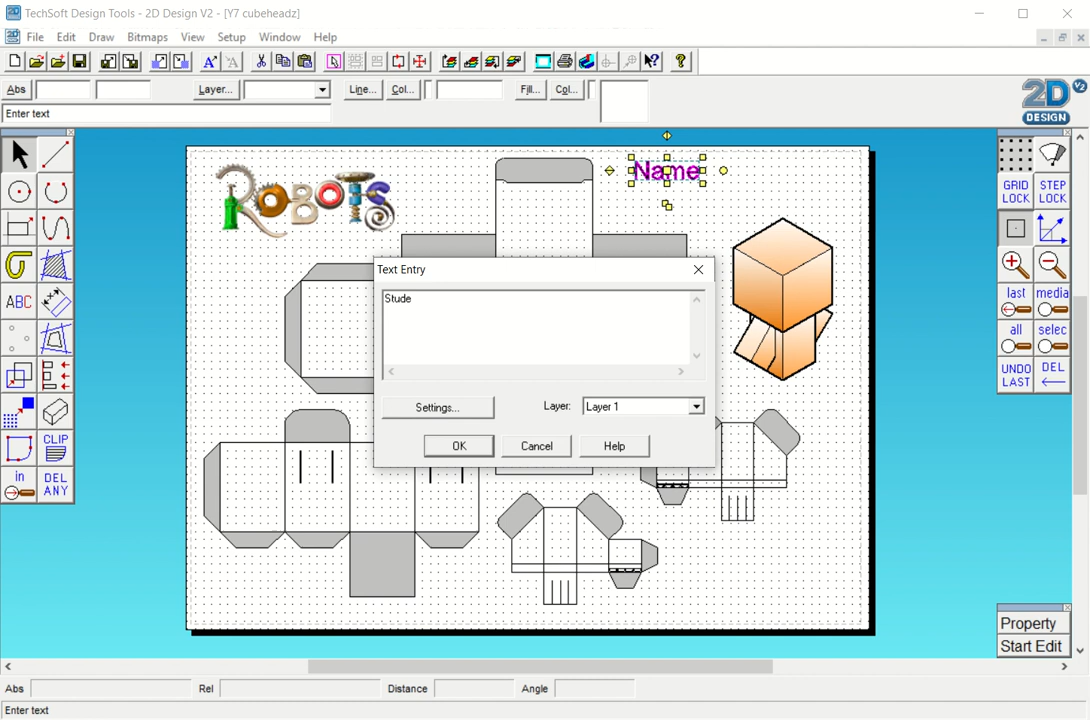 TechSoft Design Tools - 2D Design V2 - [Y7 cubeheadz]
File Edit Draw Bitmaps View Setup Window Help
Abs Layer... Line... Col... Fill... Col...
Enter text
2D V2
DESIGN
ROBOTS
Name
GRID LOCK STEP LOCK
Text Entry
Stude
ABC
last media
all selec
Settings... Layer: Layer 1
UNDO LAST DEL
OK Cancel Help
CLIP
in DEL ANY
Property
Start Edit
Abs Rel Distance Angle
Enter text